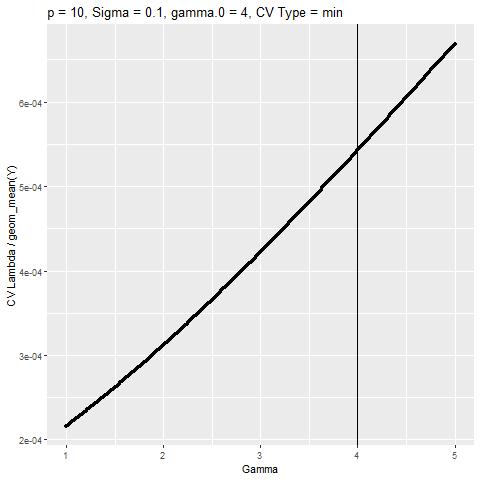 p = 10, Sigma = 0.1, gamma.0 = 4, CV Type = min
CV Lambda / geom_mean(Y)
6e-04
5e-04
4e-04
3e-04
2e-04
1 2 3 4 5
Gamma